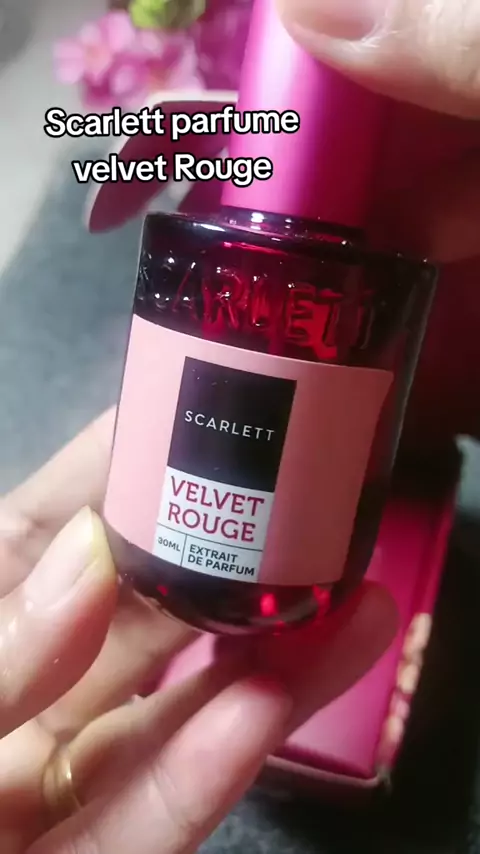 Scarlett parfume
velvet Rouge
SCARLETT
SCARLETT
VELVET
ROUGE
30ML
EXTRAIT
DE PARFUM